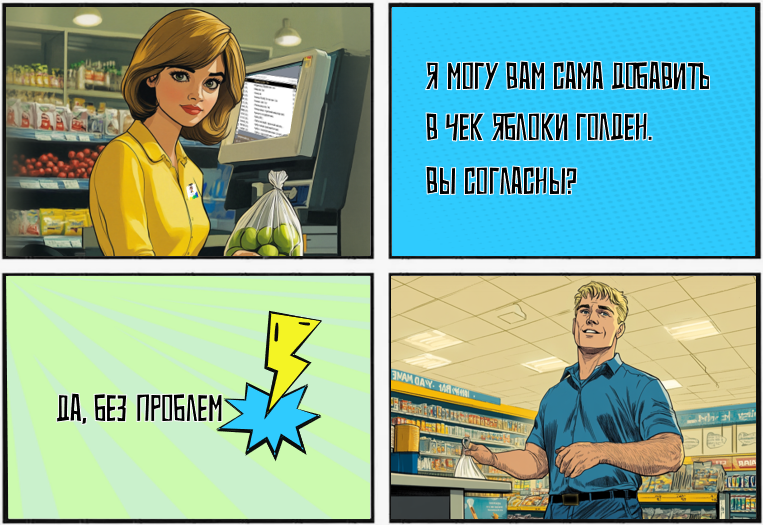 Я МОГУ ВАМ САМА ДОБАВИТЬ
В ЧЕК ЯБЛОКИ ГОЛДЕН.
ВЫ СОГЛАСНЫ?
ДА, БЕЗ ПРОБЛЕМ